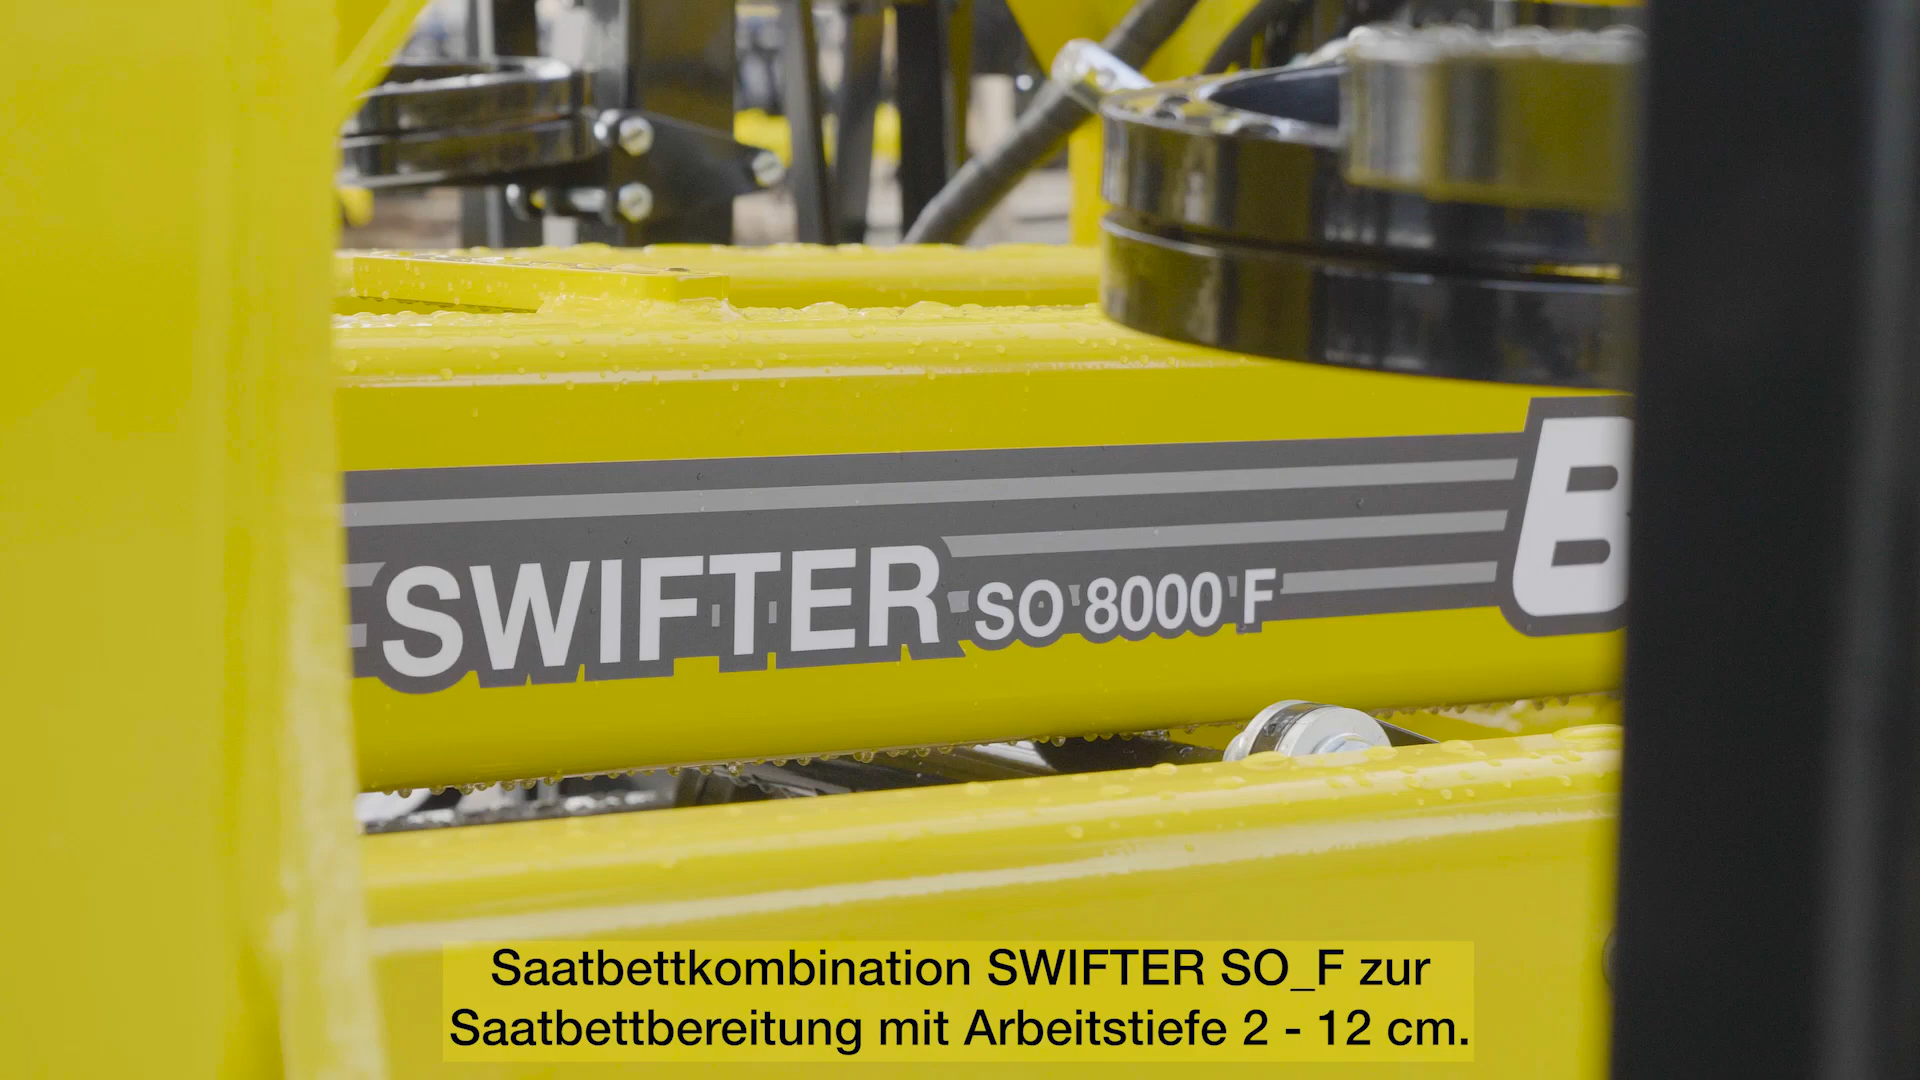 SWIFTER SO 8000 F
B
Saatbettkombination SWIFTER SO_F zur
Saatbettbereitung mit Arbeitstiefe 2 - 12 cm.